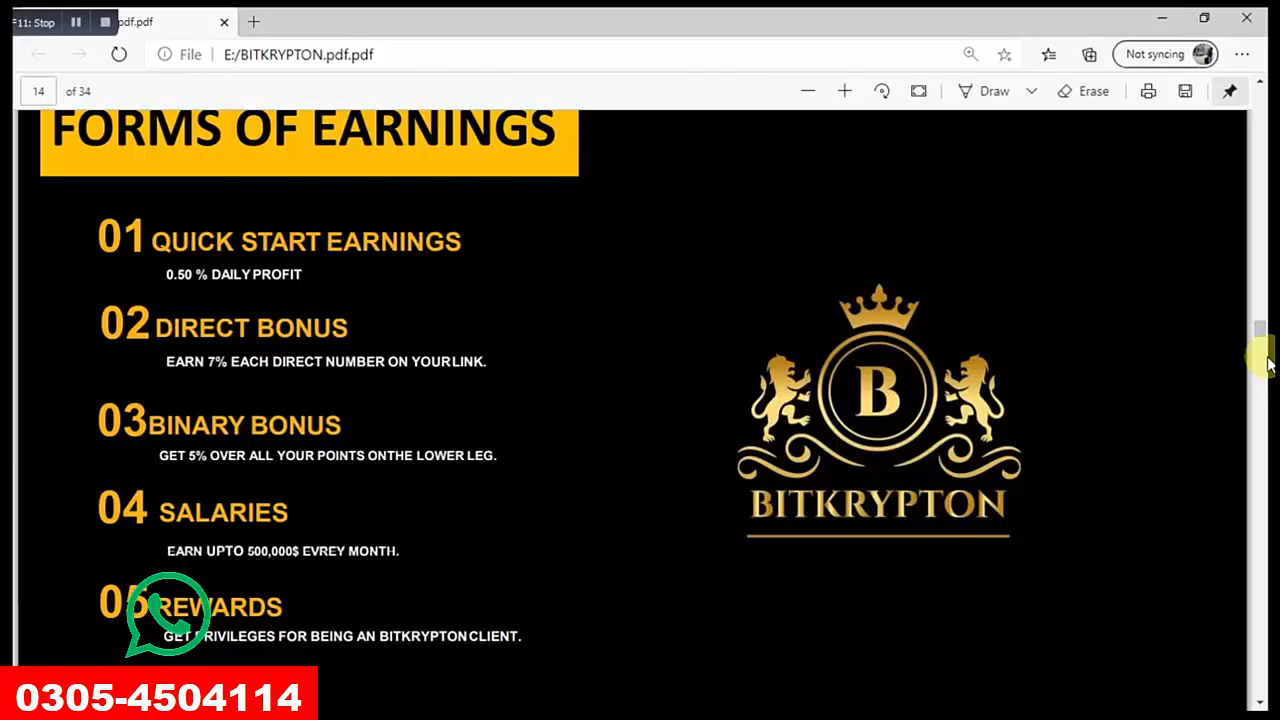 F11: Stop
pdf.pdf
File
E:/BITKRYPTON.pdf.pdf
Not syncing
14 of 34
Draw
Erase
FORMS OF EARNINGS
01 QUICK START EARNINGS
0.50 % DAILY PROFIT
02 DIRECT BONUS
EARN 7% EACH DIRECT NUMBER ON YOUR LINK.
03 BINARY BONUS
GET 5% OVER ALL YOUR POINTS ONTHE LOWER LEG.
04 SALARIES
EARN UPTO 500,000$ EVREY MONTH.
05 REWARDS
GET PRIVILEGES FOR BEING AN BITKRYPTON CLIENT.
B
BITKRYPTON
0305-4504114